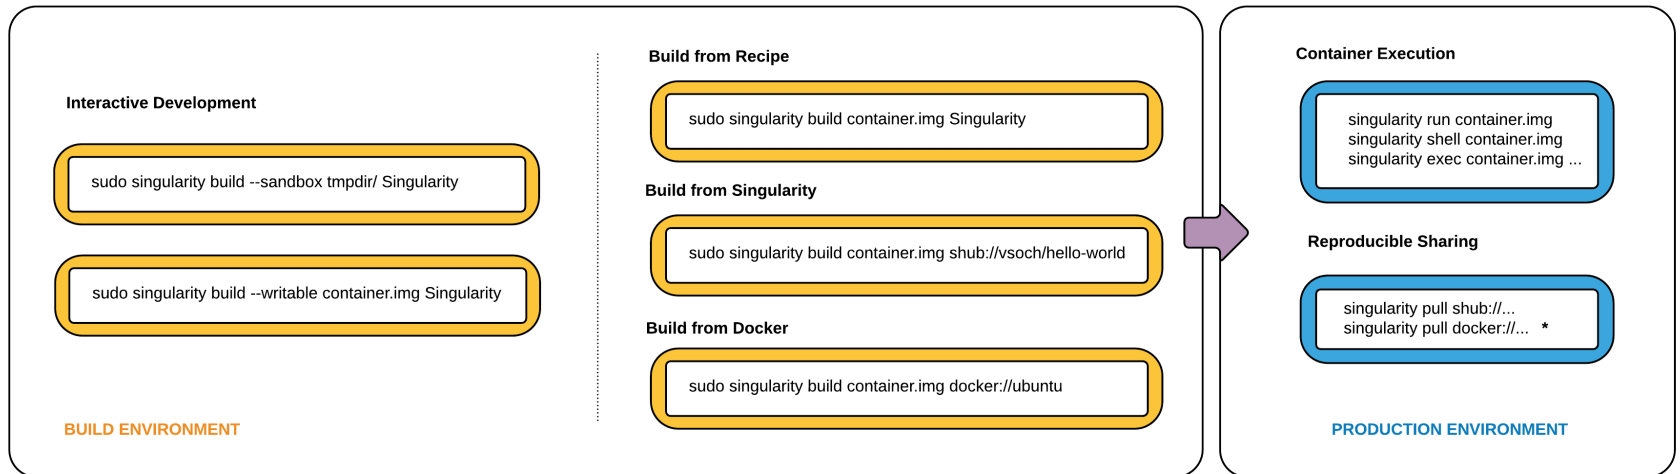 Interactive Development
sudo singularity build --sandbox tmpdir/ Singularity
sudo singularity build --writable container.img Singularity
BUILD ENVIRONMENT
Build from Recipe
sudo singularity build container.img Singularity
Build from Singularity
sudo singularity build container.img shub://vsoch/hello-world
Build from Docker
sudo singularity build container.img docker://ubuntu
Container Execution
singularity run container.img
singularity shell container.img
singularity exec container.img ...
Reproducible Sharing
singularity pull shub://...
singularity pull docker://... *
PRODUCTION ENVIRONMENT